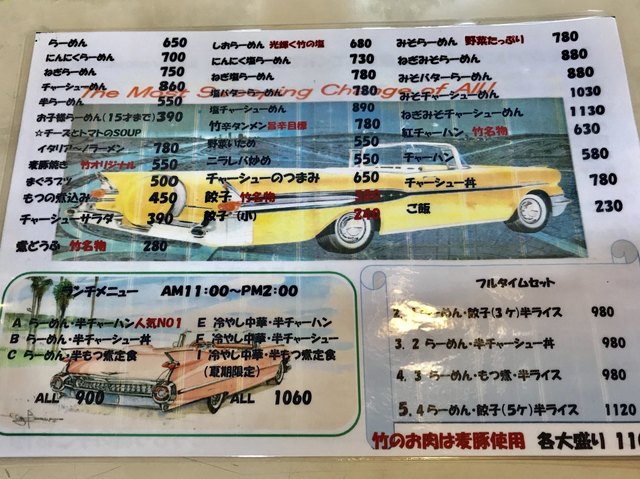 らーめん 650
にんにくらーめん 700
ねぎらーめん 750
チャーシューめん 860
半らーめん 550
お子様らーめん(15才まで) 390
☆チーズとトマトのSOUP
イタリア〜ノラーメン 780
麦豚焼き 竹オリジナル 550
まぐろブツ 500
もつの煮込み 450
チャーシューサラダ 390
煮どうふ 竹名物 280
しおらーめん 光輝く竹の塩 680
にんにく塩らーめん 730
ねぎ塩らーめん 780
塩バターらーめん 780
塩チャーシューめん 890
竹辛タンメン 旨辛目標 780
野菜いため 550
ニラレバ炒め 550
チャーシューのつまみ 650
餃子 竹名物
餃子(小) 240
みそらーめん 野菜たっぷり 780
ねぎみそらーめん 880
みそバターらーめん 880
みそチャーシューめん 1030
ねぎみそチャーシューめん 1130
紅チャーハン 竹名物 630
チャーハン 580
チャーシュー丼 780
ご飯 230
The Most of All!
ンチメニュー AM11:00〜PM2:00
A らーめん・半チャーハン人気NO1
B らーめん・半チャーシュー丼
C らーめん・半もつ煮定食
ALL 900
E 冷やし中華・半チャーハン
冷やし中華・半チャーシュー
I 冷やし中華・半もつ煮定食
(夏期限定)
ALL 1060
フルタイムセット
2. らーめん・餃子(3ケ)半ライス 980
3. 2 らーめん・半チャーシュー丼 980
4. 3 らーめん・もつ煮・半ライス 980
5. 4 らーめん・餃子(5ケ)半ライス 1120
竹のお肉は麦豚使用 各大盛り 110